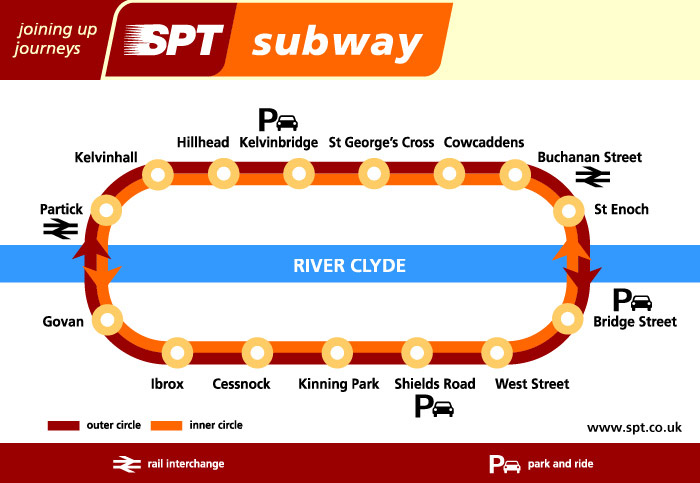 joining up
journeys
SPT
subway
P
Hillhead
Kelvinbridge
St George's Cross
Cowcaddens
Kelvinhall
Buchanan Street
Partick
St Enoch
RIVER CLYDE
P
Govan
Bridge Street
Ibrox
Cessnock
Kinning Park
Shields Road
West Street
P
outer circle
inner circle
www.spt.co.uk
rail interchange
P
park and ride